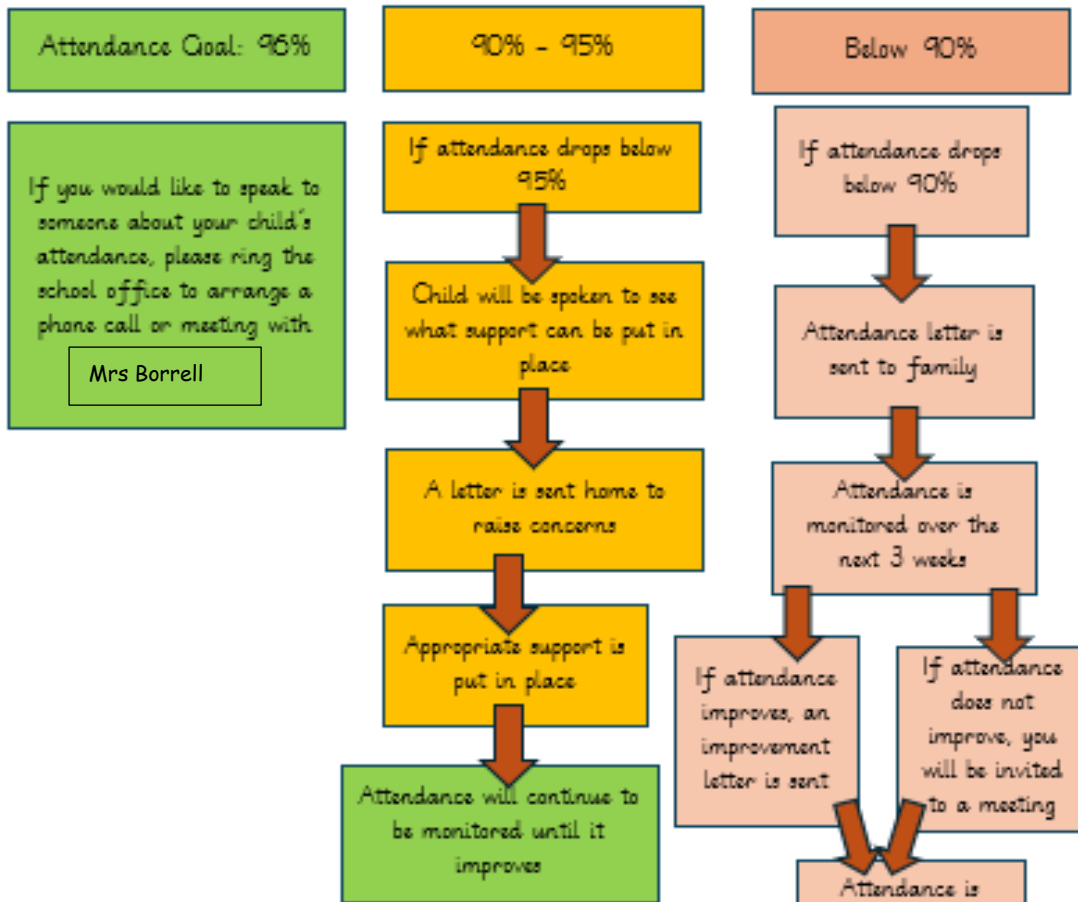 Attendance Goal: 96%
If you would like to speak to
someone about your child's
attendance, please ring the
school office to arrange a
phone call or meeting with
Mrs Borrell
90% - 95%
If attendance drops below
95%
Child will be spoken to see
what support can be put in
place
A letter is sent home to
raise concerns
Appropriate support is
put in place
Attendance will continue to
be monitored until it
improves
Below 90%
If attendance drops
below 90%
Attendance letter is
sent to family
Attendance is
monitored over the
next 3 weeks
If attendance
improves, an
improvement
letter is sent
If attendance
does not
improve, you
will be invited
to a meeting
Attendance is